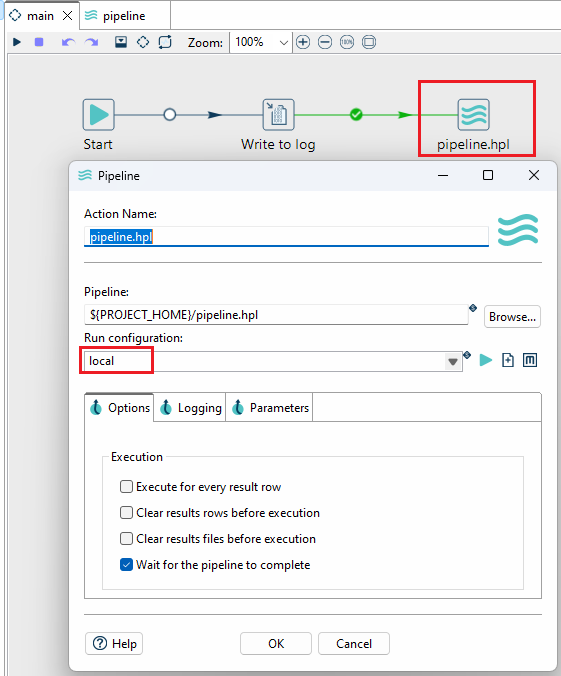 main
pipeline
Zoom: 100%
100%
Start
Write to log
pipeline.hpl
Pipeline
Action Name:
pipeline.hpl
Pipeline:
${PROJECT_HOME}/pipeline.hpl
Browse...
Run configuration:
local
Options
Logging
Parameters
Execution
Execute for every result row
Clear results rows before execution
Clear results files before execution
Wait for the pipeline to complete
Help
OK
Cancel